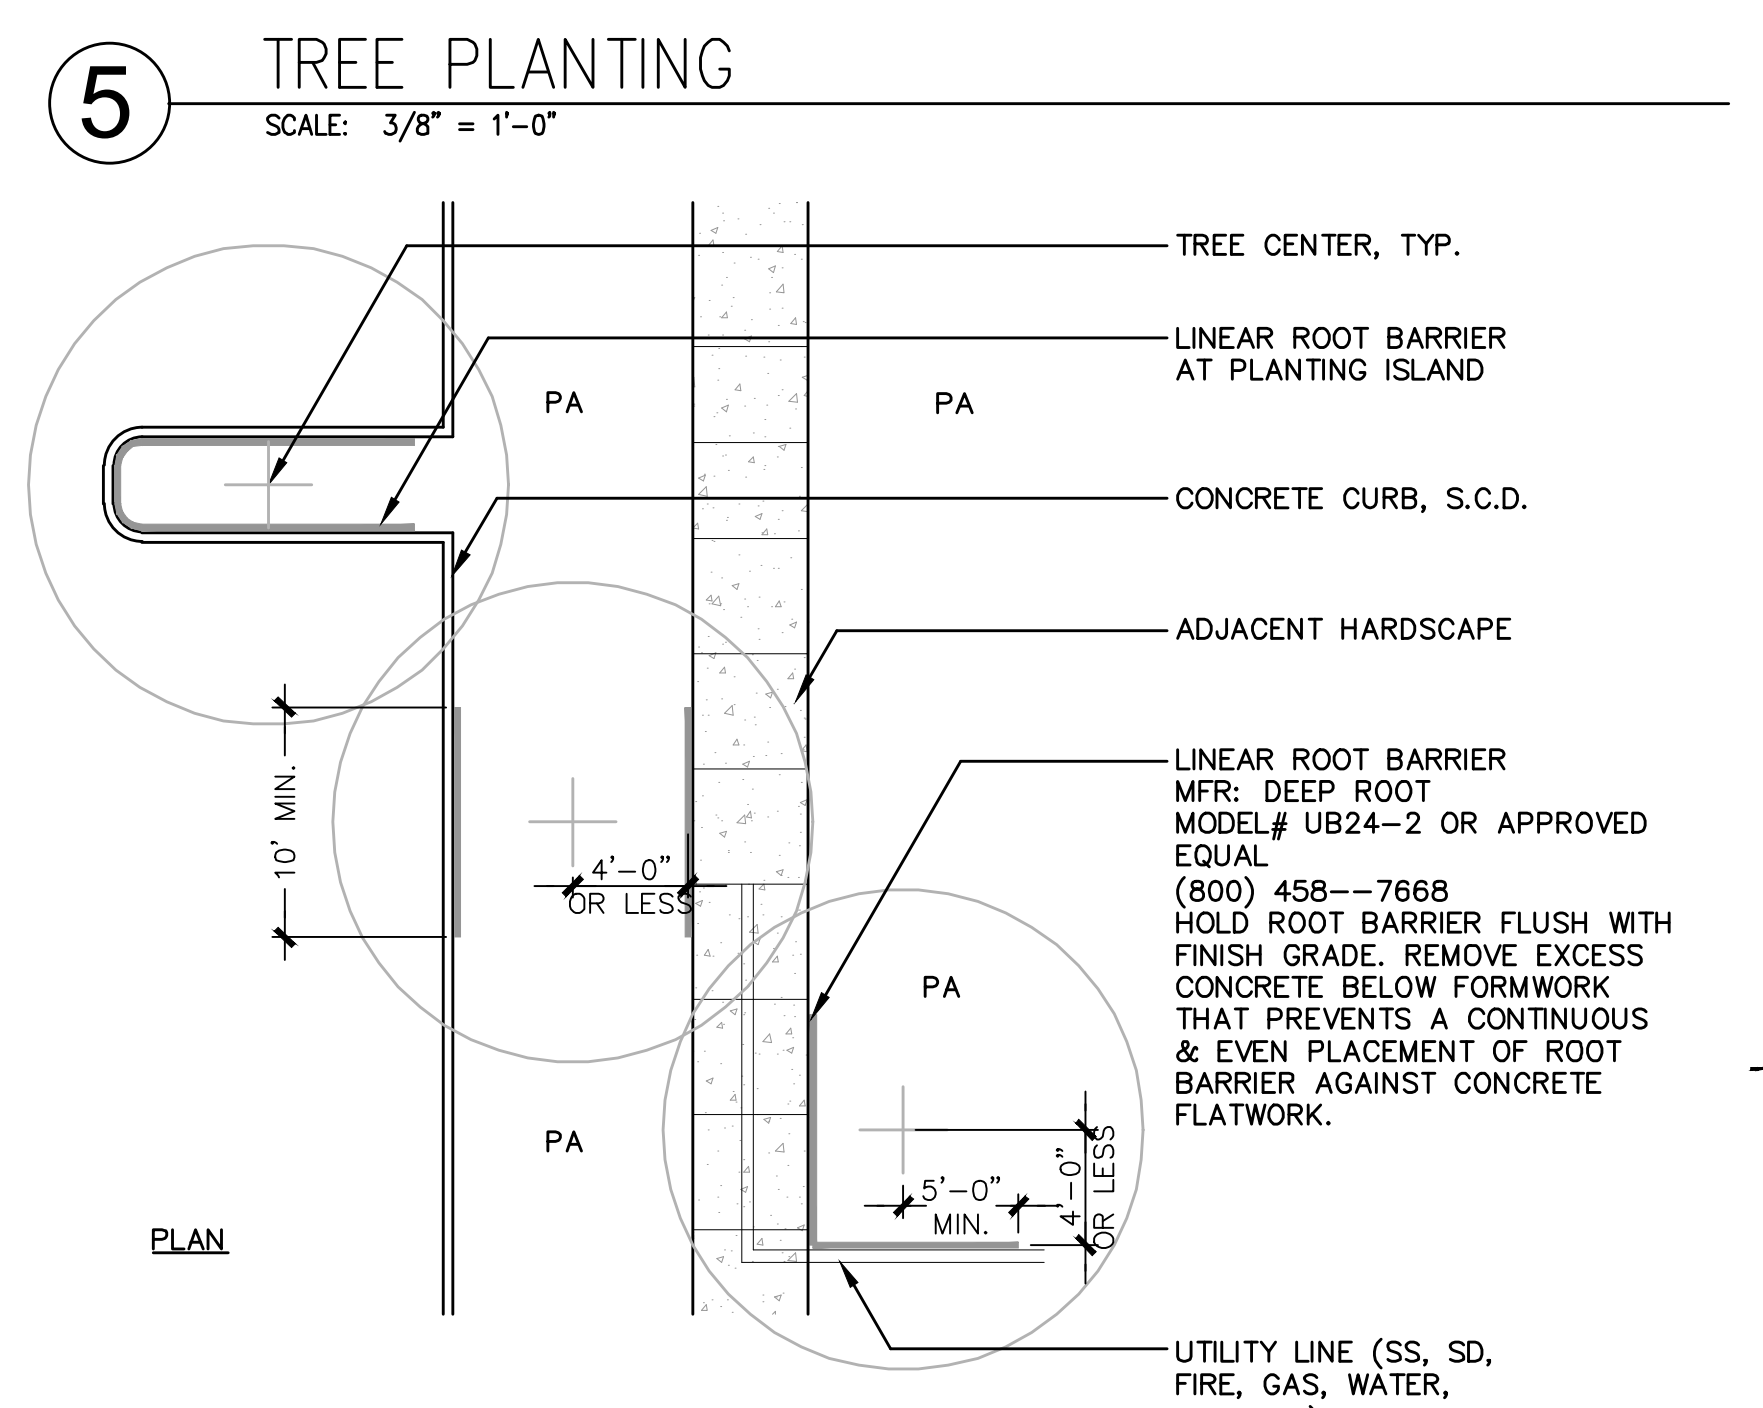 5
TREE PLANTING
SCALE: 3/8" = 1'-0"
TREE CENTER, TYP.
LINEAR ROOT BARRIER
AT PLANTING ISLAND
PA
PA
CONCRETE CURB, S.C.D.
ADJACENT HARDSCAPE
10' MIN.
4'-0"
OR LESS
LINEAR ROOT BARRIER
MFR: DEEP ROOT
MODEL# UB24-2 OR APPROVED
EQUAL
(800) 458--7668
HOLD ROOT BARRIER FLUSH WITH
FINISH GRADE. REMOVE EXCESS
CONCRETE BELOW FORMWORK
THAT PREVENTS A CONTINUOUS
& EVEN PLACEMENT OF ROOT
BARRIER AGAINST CONCRETE
FLATWORK.
PA
PA
5'-0"
MIN.
4'-0"
OR LESS
PLAN
UTILITY LINE (SS, SD,
FIRE, GAS, WATER,